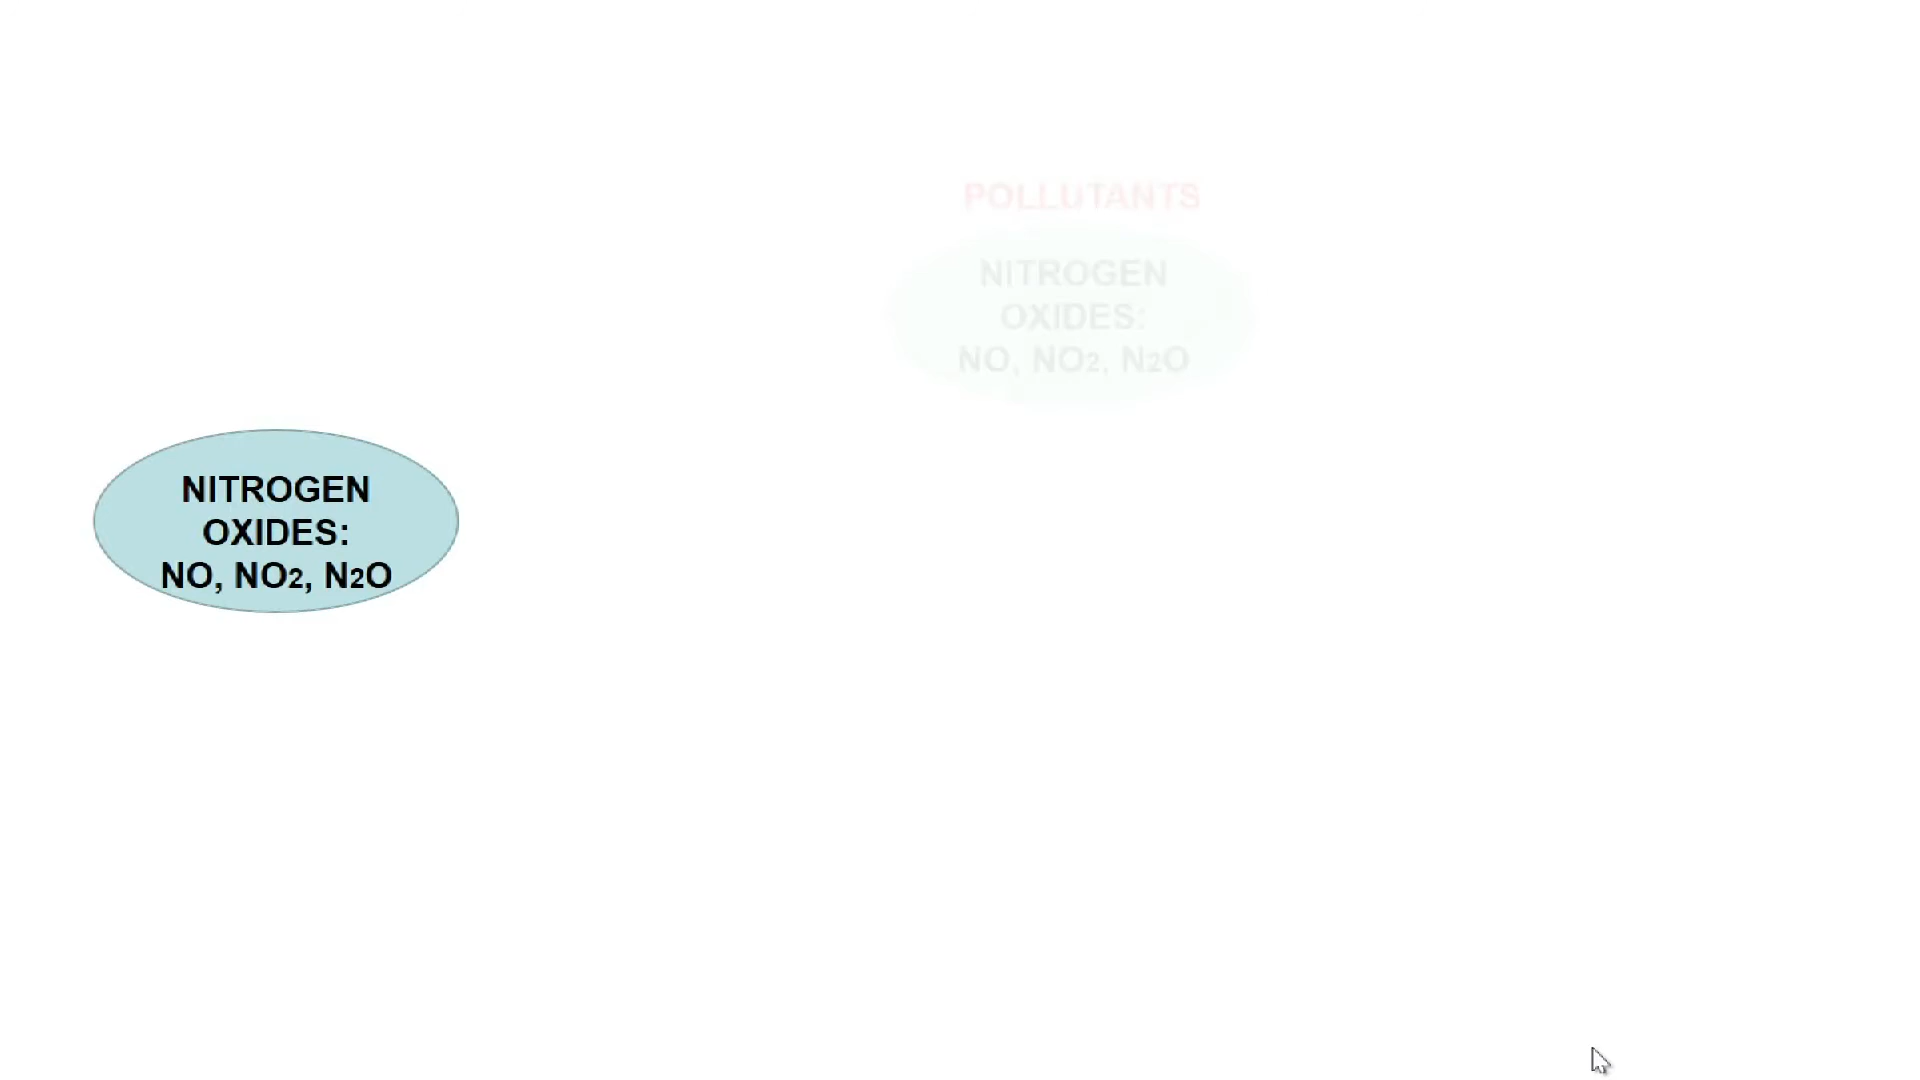 POLLUTANTS
NITROGEN
OXIDES:
NO, NO2, N2O
NITROGEN
OXIDES:
NO, NO2, N2O